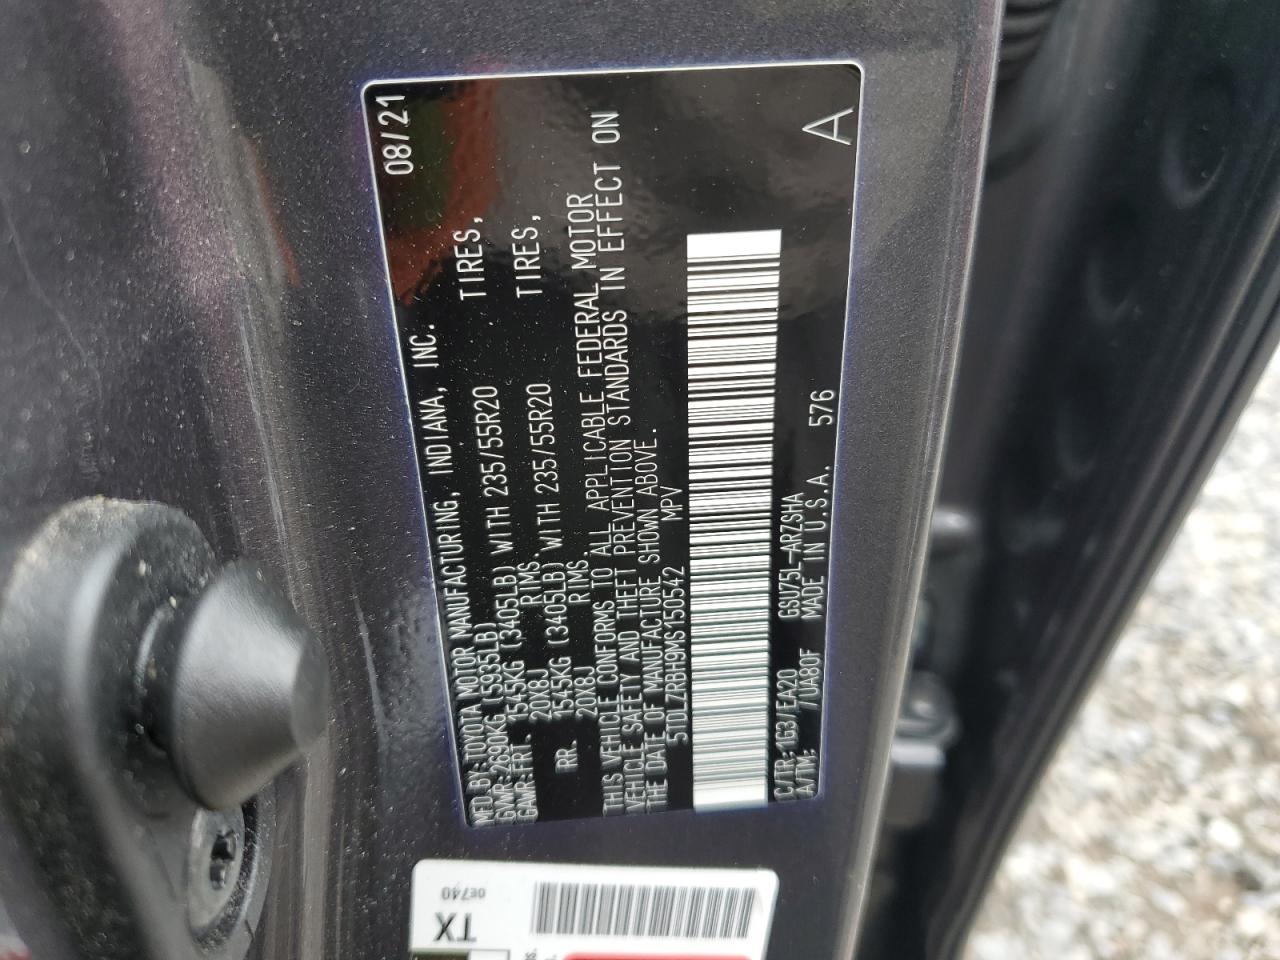 MFD.BY:TOYOTA MOTOR MANUFACTURING, INDIANA, INC. 08/21
GVWR:2690KG (5935LB)
GAWR:FRT. 1545KG (3405LB) WITH 235/55R20 TIRES,
20X8J RIMS,
RR. 1545KG (3405LB) WITH 235/55R20 TIRES,
20X8J RIMS.
THIS VEHICLE CONFORMS TO ALL APPLICABLE FEDERAL MOTOR
VEHICLE SAFETY AND THEFT PREVENTION STANDARDS IN EFFECT ON
THE DATE OF MANUFACTURE SHOWN ABOVE.
5TDLZRBH9MS150542 MPV
C/TR:1G3/EA20 GSU75L-ARZSHA
A/TM: /UA80F MADE IN U.S.A. 576
A
TX
0E740